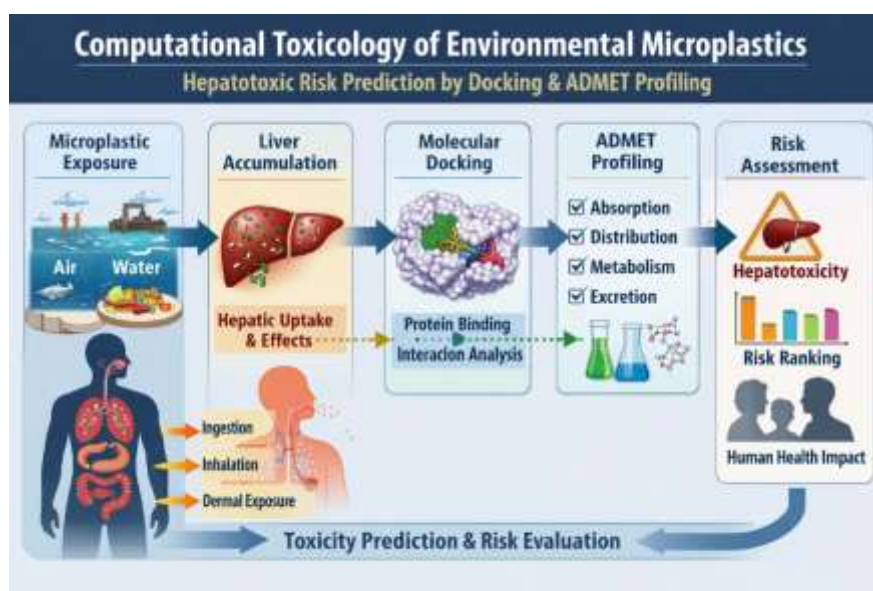 Computational Toxicology of Environmental Microplastics
Hepatotoxic Risk Prediction by Docking & ADMET Profiling
Microplastic
Exposure
Air
Water
Ingestion
Inhalation
Dermal Exposure
Liver
Accumulation
Hepatic Uptake
& Effects
Molecular
Docking
Protein Binding
Interacion Analysis
ADMET
Profiling
Absorption
Distribution
Metabolism
Excretion
Risk
Assessment
Hepatotoxicity
Risk Ranking
Human Health Impact
Toxicity Prediction & Risk Evaluation